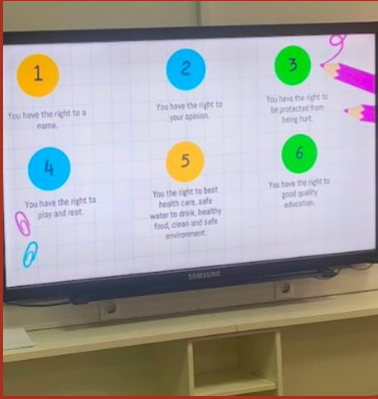 1
You have the right to a
name.
2
You have the right to
your opinion.
3
You have the right to
be protected from
being hurt.
4
You have the right to
play and rest.
5
You the right to best
health care, safe
water to drink, healthy
food, clean and safe
environment.
6
You have the right to
good quality
education.
SAMSUNG